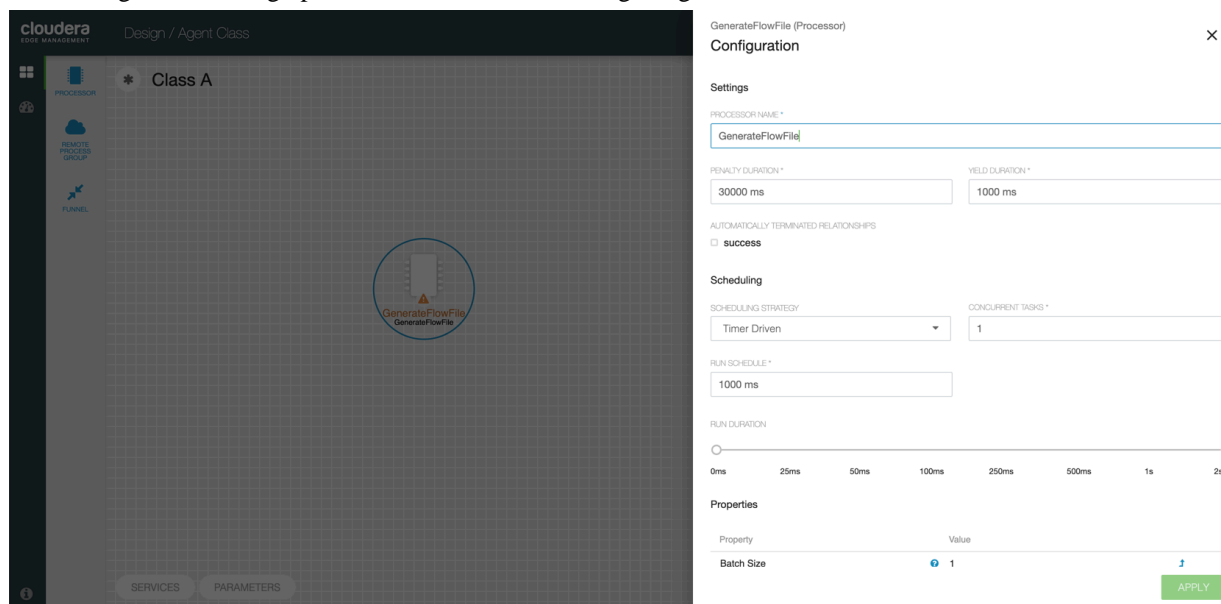 cloudera
EDGE MANAGEMENT
Design / Agent Class
PROCESSOR
REMOTE
PROCESS
GROUP
FUNNEL
Class A
GenerateFlowFile
GenerateFlowFile
SERVICES PARAMETERS
GenerateFlowFile (Processor)
Configuration
Settings
PROCESSOR NAME *
GenerateFlowFile
PENALTY DURATION * YIELD DURATION *
30000 ms 1000 ms
AUTOMATICALLY TERMINATED RELATIONSHIPS
success
Scheduling
SCHEDULING STRATEGY CONCURRENT TASKS *
Timer Driven 1
RUN SCHEDULE *
1000 ms
RUN DURATION
0ms 25ms 50ms 100ms 250ms 500ms 1s 2s
Properties
Property Value
Batch Size 1
APPLY